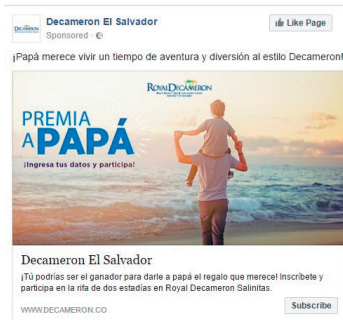 Decameron El Salvador
Sponsored ·
Like Page
¡Papá merece vivir un tiempo de aventura y diversión al estilo Decameron!
ROYAL DECAMERON
PREMIA
A PAPÁ
¡Ingresa tus datos y participa!
Decameron El Salvador
¡Tú podrías ser el ganador para darle a papá el regalo que merece! Inscríbete y
participa en la rifa de dos estadías en Royal Decameron Salinitas.
WWW.DECAMERON.CO
Subscribe